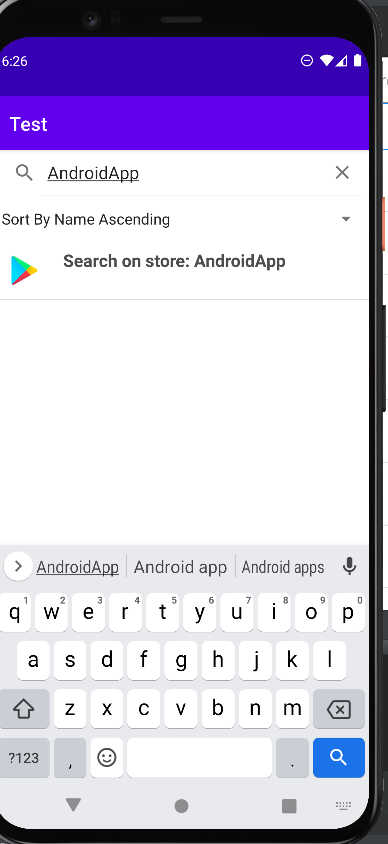 6:26
Test
AndroidApp
Sort By Name Ascending
Search on store: AndroidApp
AndroidApp Android app Android apps
q1 w2 e3 r4 t5 y6 u7 i8 o9 p0
a s d f g h j k l
z x c v b n m
?123 , .